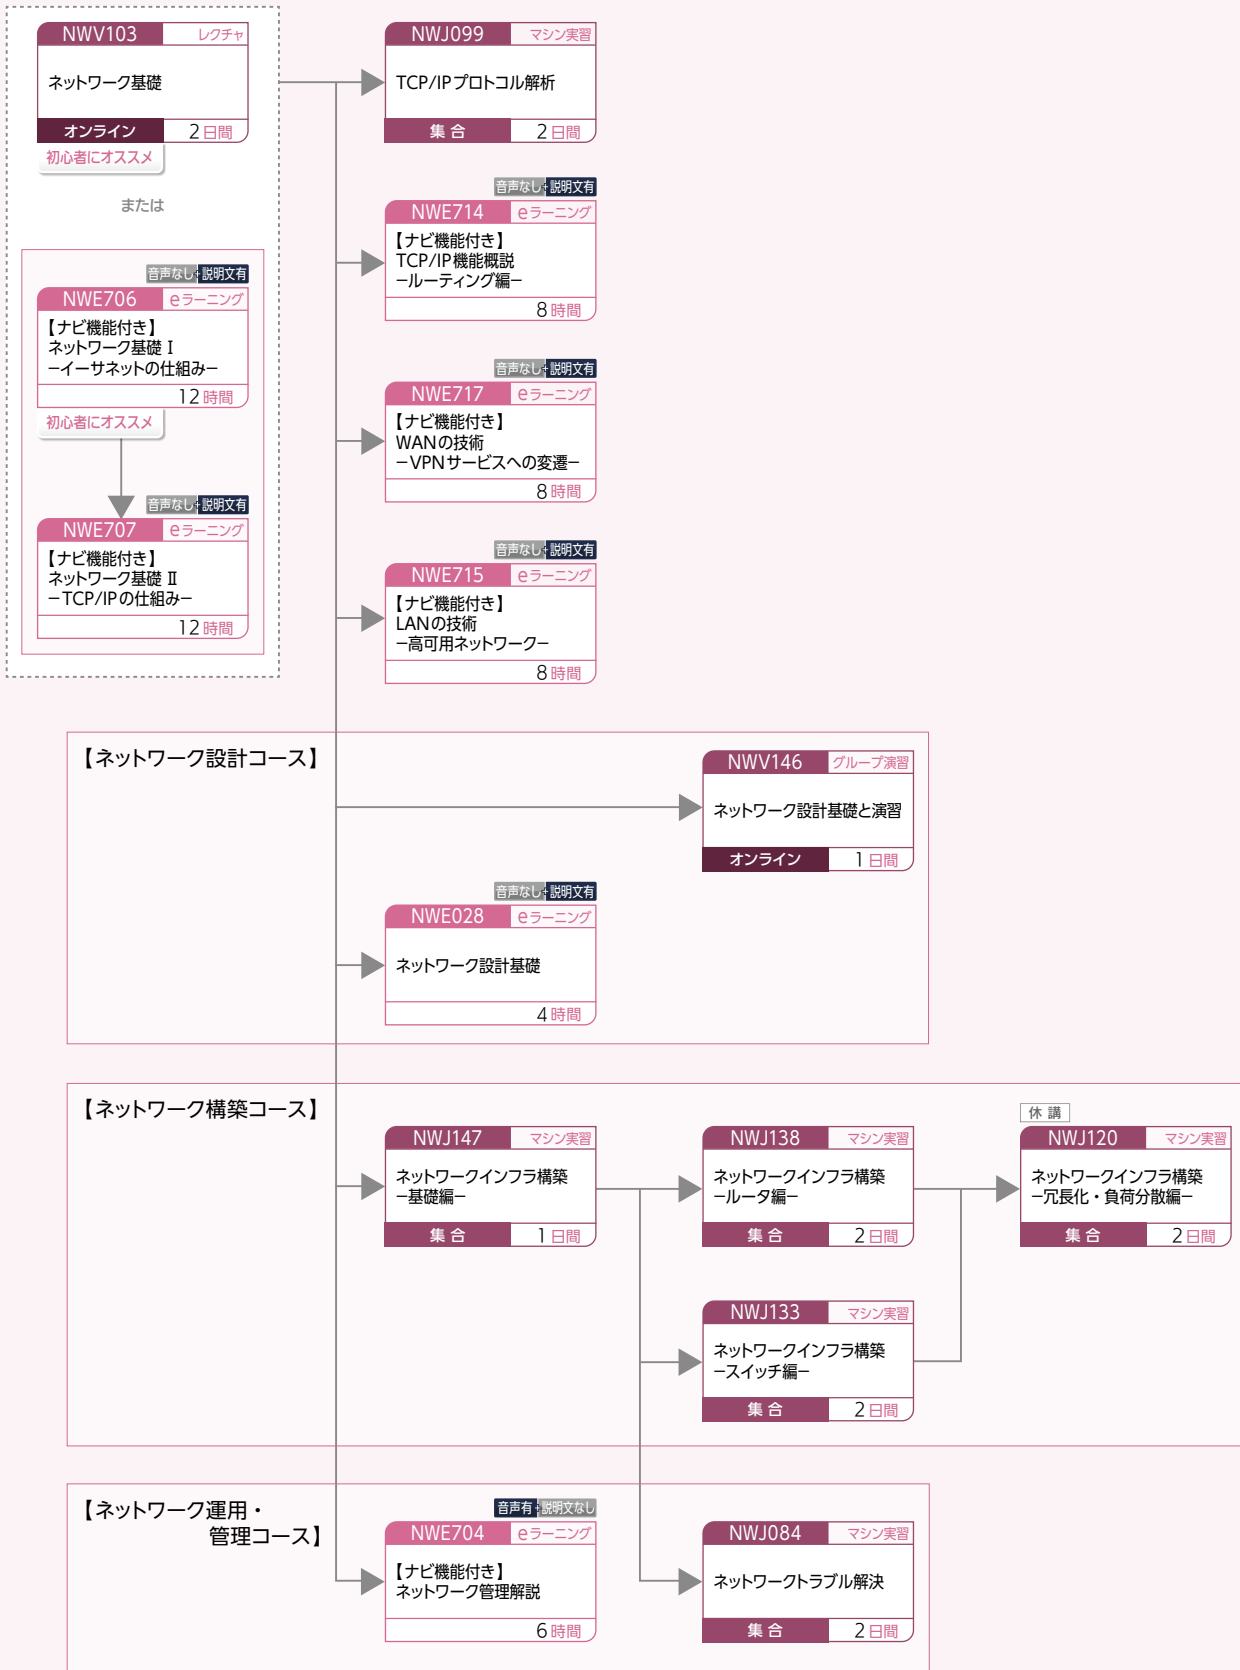 NWV103 レクチャ
ネットワーク基礎
オンライン 2日間
初心者にオススメ
または
音声なし+説明文有
NWE706 eラーニング
【ナビ機能付き】
ネットワーク基礎 Ⅰ
−イーサネットの仕組み−
12時間
初心者にオススメ
音声なし+説明文有
NWE707 eラーニング
【ナビ機能付き】
ネットワーク基礎 Ⅱ
−TCP/IPの仕組み−
12時間
NWJ099 マシン実習
TCP/IPプロトコル解析
集合 2日間
音声なし+説明文有
NWE714 eラーニング
【ナビ機能付き】
TCP/IP機能概説
−ルーティング編−
8時間
音声なし+説明文有
NWE717 eラーニング
【ナビ機能付き】
WANの技術
−VPNサービスへの変遷−
8時間
音声なし+説明文有
NWE715 eラーニング
【ナビ機能付き】
LANの技術
−高可用ネットワーク−
8時間
【ネットワーク設計コース】
NWV146 グループ演習
ネットワーク設計基礎と演習
オンライン 1日間
音声なし+説明文有
NWE028 eラーニング
ネットワーク設計基礎
4時間
【ネットワーク構築コース】
NWJ147 マシン実習
ネットワークインフラ構築
−基礎編−
集合 1日間
NWJ138 マシン実習
ネットワークインフラ構築
−ルータ編−
集合 2日間
休講
NWJ120 マシン実習
ネットワークインフラ構築
−冗長化・負荷分散編−
集合 2日間
NWJ133 マシン実習
ネットワークインフラ構築
−スイッチ編−
集合 2日間
【ネットワーク運用・
管理コース】
音声有+説明文なし
NWE704 eラーニング
【ナビ機能付き】
ネットワーク管理解説
6時間
NWJ084 マシン実習
ネットワークトラブル解決
集合 2日間